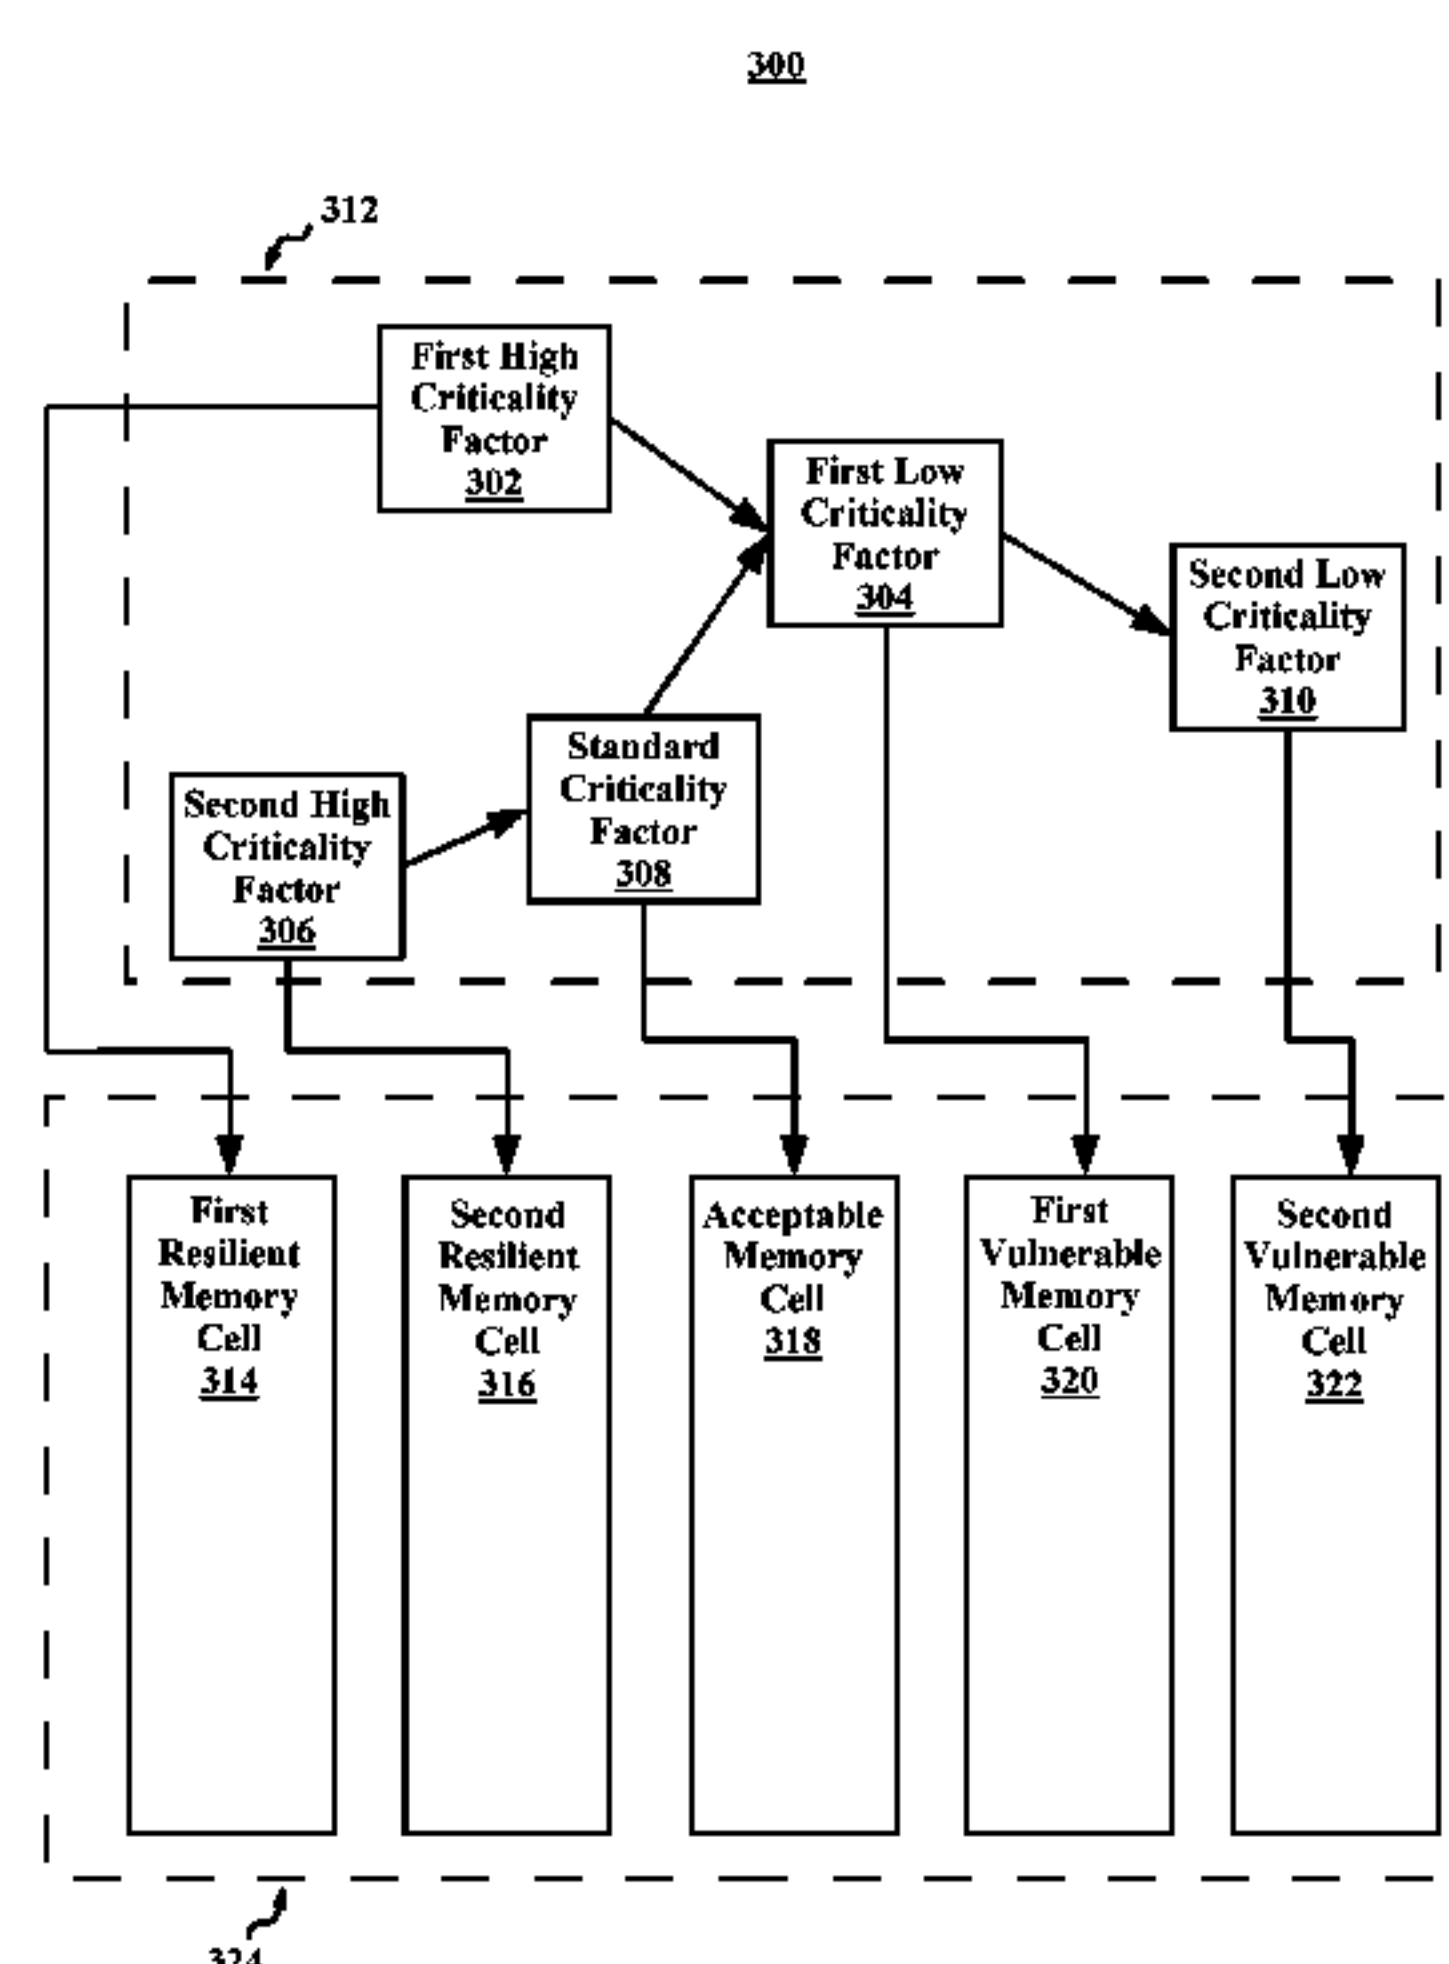 300
312
First High
Criticality
Factor
302
First Low
Criticality
Factor
304
Second Low
Criticality
Factor
310
Standard
Criticality
Factor
308
Second High
Criticality
Factor
306
First
Resilient
Memory
Cell
314
Second
Resilient
Memory
Cell
316
Acceptable
Memory
Cell
318
First
Vulnerable
Memory
Cell
320
Second
Vulnerable
Memory
Cell
322
324